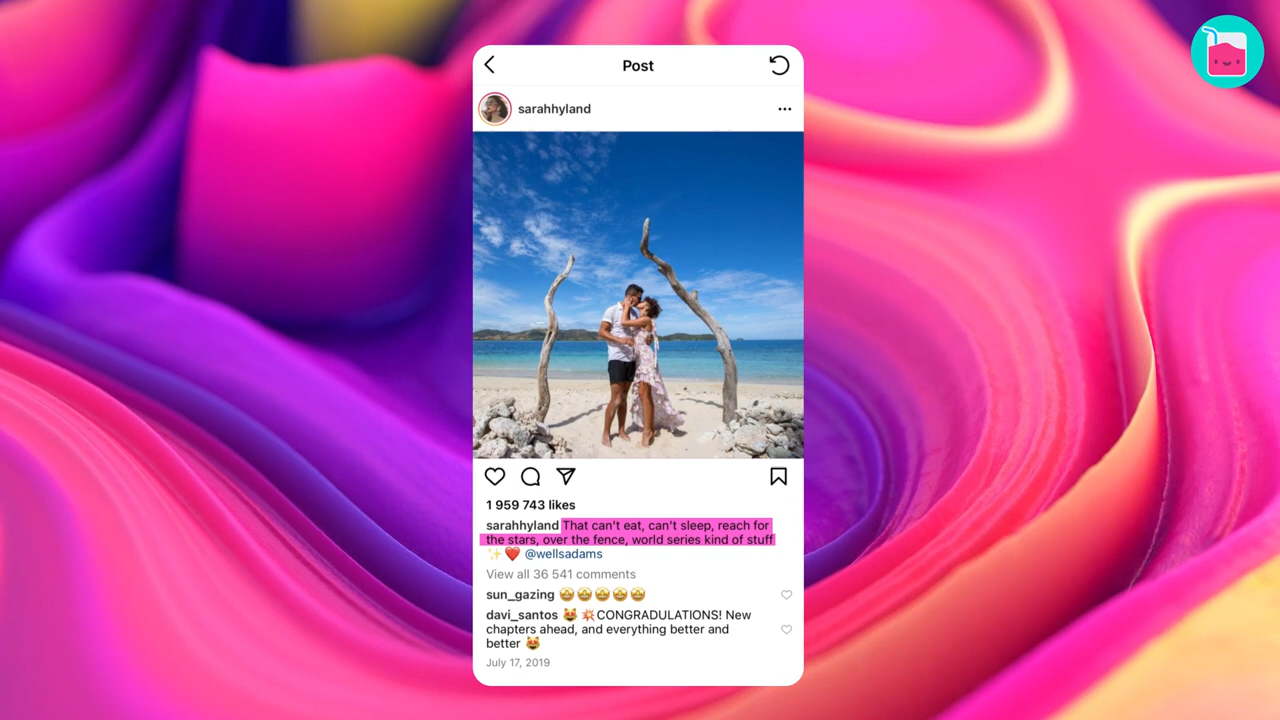 Post
sarahhyland
1 959 743 likes
sarahhyland That can't eat, can't sleep, reach for
the stars, over the fence, world series kind of stuff
✨ ❤️ @wellsadams
View all 36 541 comments
sun_gazing 🤩🤩🤩🤩🤩
davi_santos 😻 💥CONGRADULATIONS! New
chapters ahead, and everything better and
better 😻
July 17, 2019